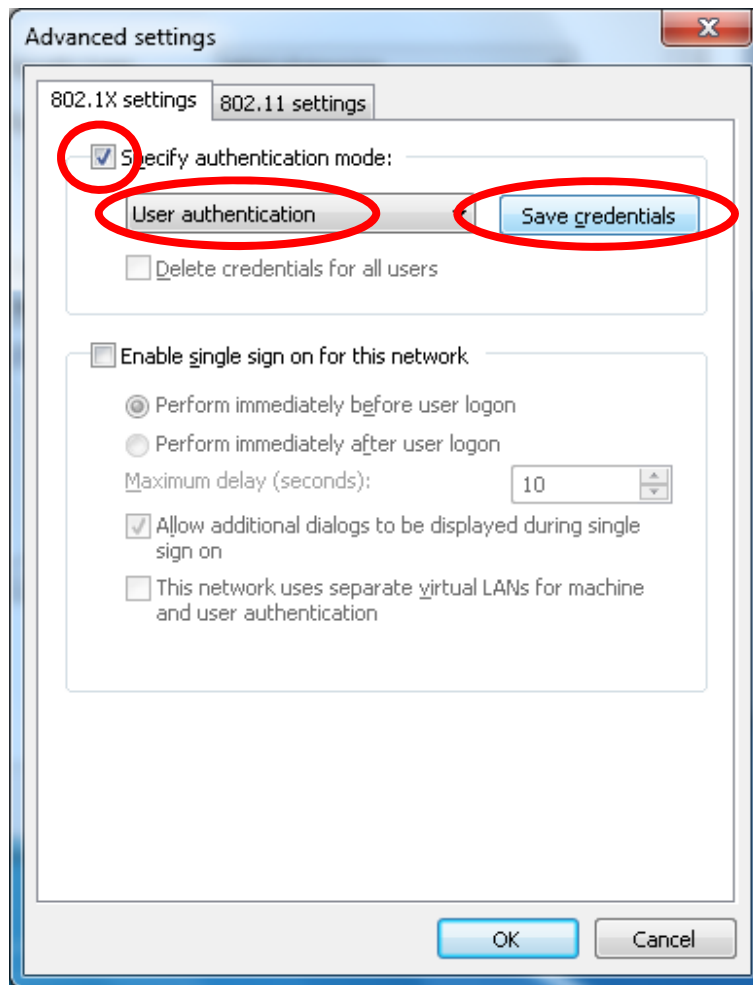 Advanced settings
802.1X settings
802.11 settings
Specify authentication mode:
User authentication
Save credentials
Delete credentials for all users
Enable single sign on for this network
Perform immediately before user logon
Perform immediately after user logon
Maximum delay (seconds):
10
Allow additional dialogs to be displayed during single
sign on
This network uses separate virtual LANs for machine
and user authentication
OK
Cancel